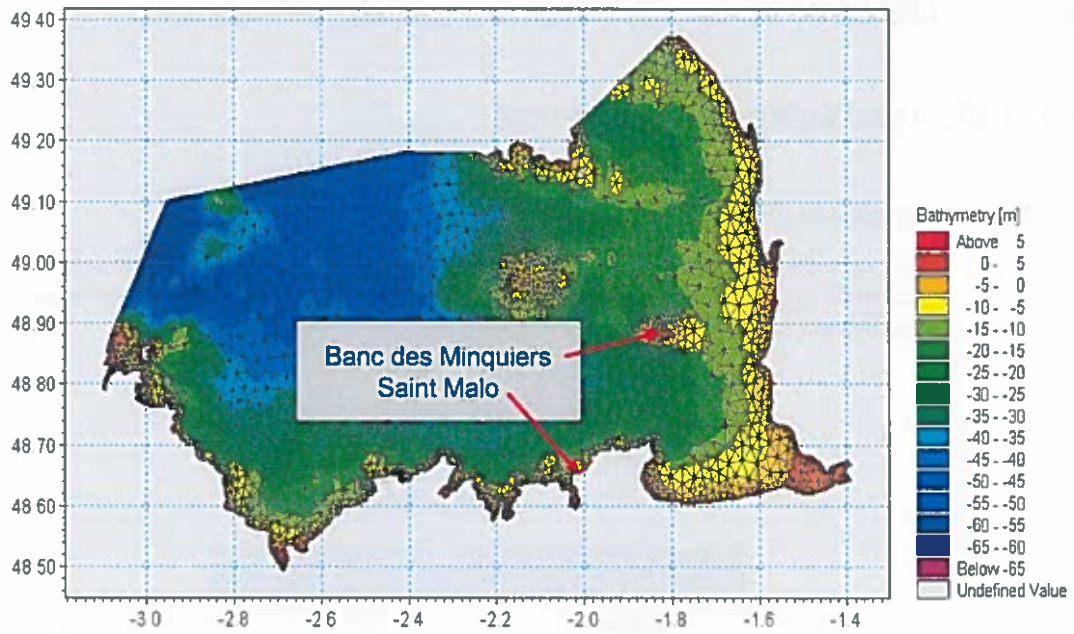 49 40
49.30
49.20
49.10
49.00
48.90
48.80
48.70
48 60
48 50
-3 0
-2.8
-2 6
-2.4
-2.2
-2 0
-1.8
-1.6
-1 4
Banc des Minquiers
Saint Malo
Bathymetry [m]
Above 5
0 - 5
-5 - 0
-10 - -5
-15 - -10
-20 - -15
-25 - -20
-30 - -25
-35 - -30
-40 - -35
-45 - -40
-50 - -45
-55 - -50
-60 - -55
-65 - -60
Below -65
Undefined Value